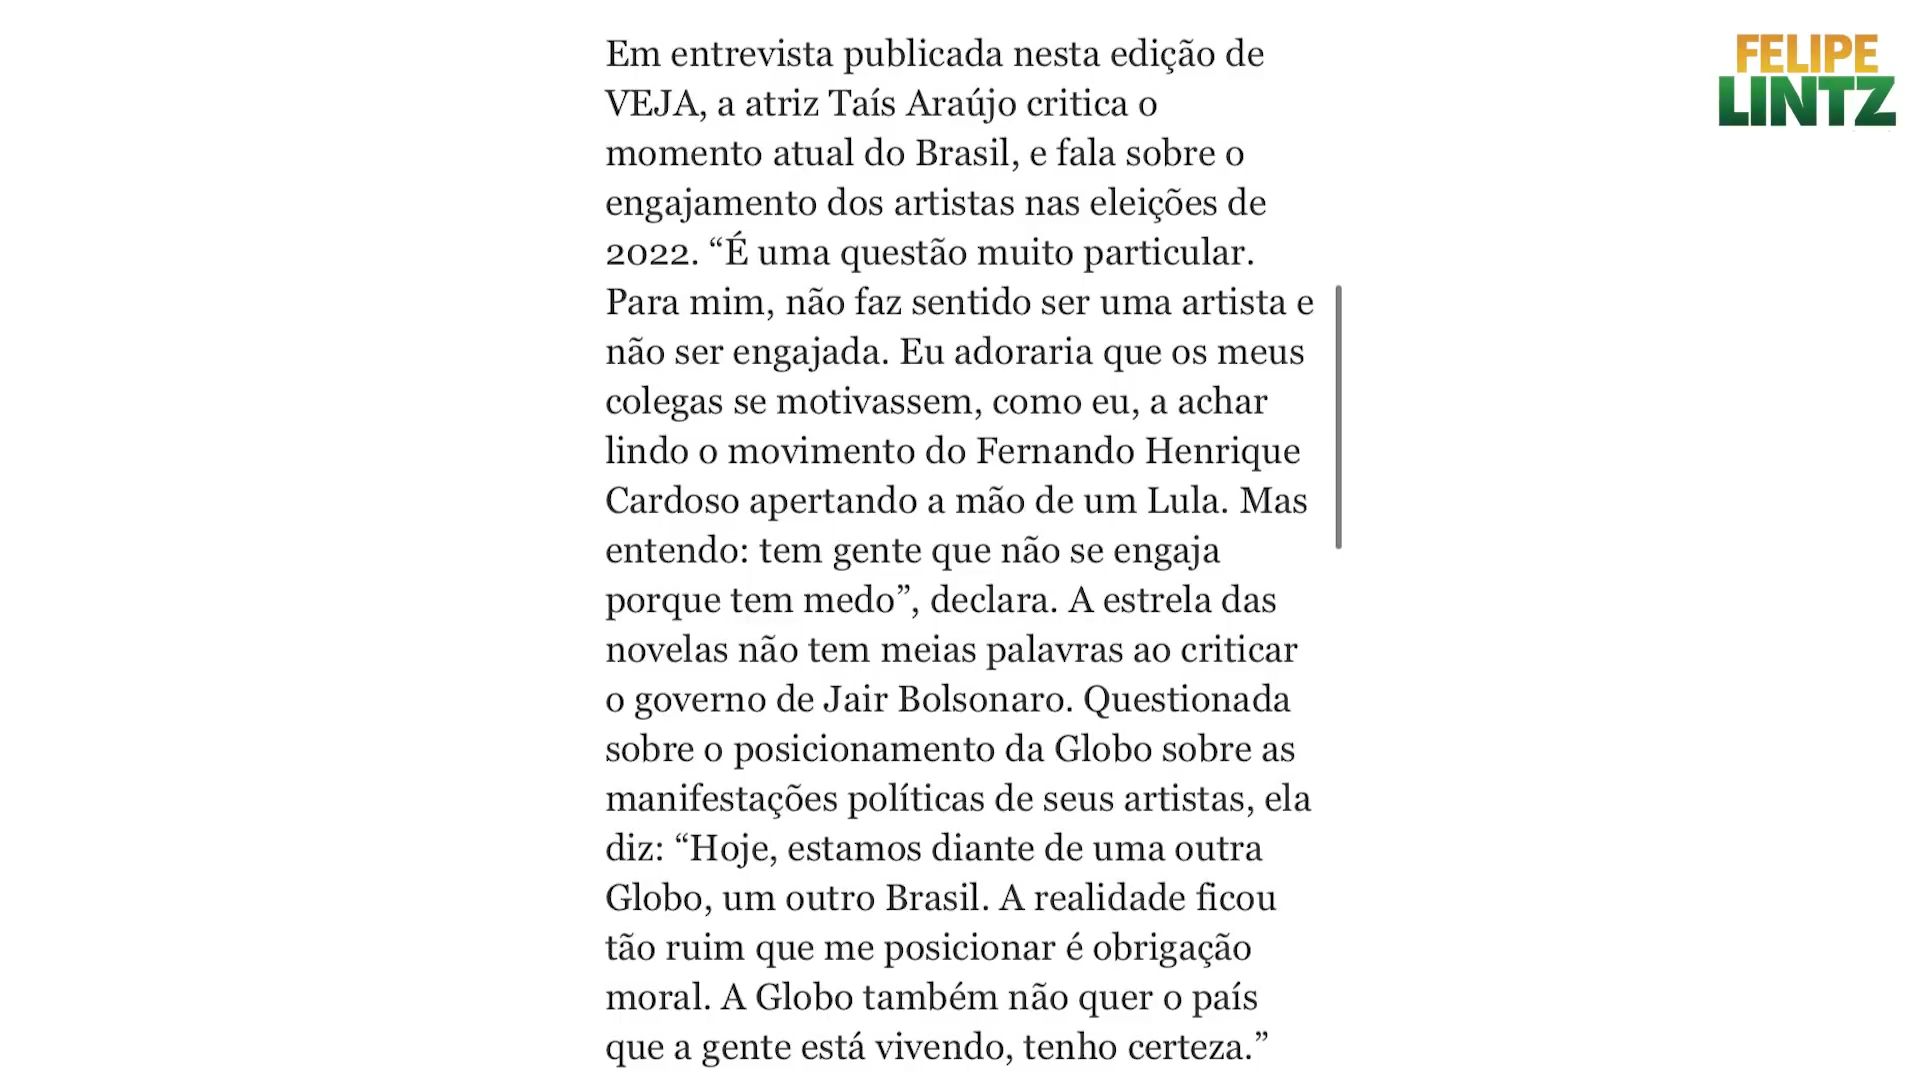 Em entrevista publicada nesta edição de
VEJA, a atriz Taís Araújo critica o
momento atual do Brasil, e fala sobre o
engajamento dos artistas nas eleições de
2022. “É uma questão muito particular.
Para mim, não faz sentido ser uma artista e
não ser engajada. Eu adoraria que os meus
colegas se motivassem, como eu, a achar
lindo o movimento do Fernando Henrique
Cardoso apertando a mão de um Lula. Mas
entendo: tem gente que não se engaja
porque tem medo”, declara. A estrela das
novelas não tem meias palavras ao criticar
o governo de Jair Bolsonaro. Questionada
sobre o posicionamento da Globo sobre as
manifestações políticas de seus artistas, ela
diz: “Hoje, estamos diante de uma outra
Globo, um outro Brasil. A realidade ficou
tão ruim que me posicionar é obrigação
moral. A Globo também não quer o país
que a gente está vivendo, tenho certeza.”
FELIPE
LINTZ